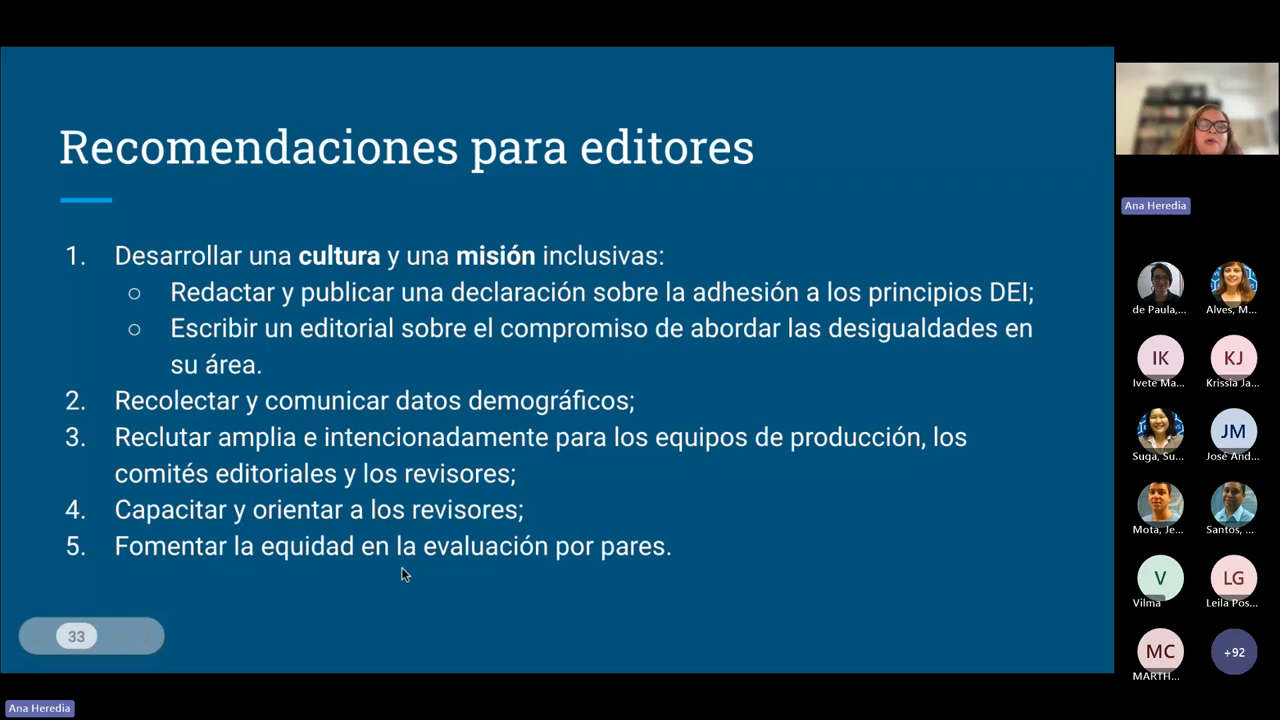 Recomendaciones para editores
1. Desarrollar una cultura y una misión inclusivas:
○ Redactar y publicar una declaración sobre la adhesión a los principios DEI;
○ Escribir un editorial sobre el compromiso de abordar las desigualdades en
su área.
2. Recolectar y comunicar datos demográficos;
3. Reclutar amplia e intencionadamente para los equipos de producción, los
comités editoriales y los revisores;
4. Capacitar y orientar a los revisores;
5. Fomentar la equidad en la evaluación por pares.
33
Ana Heredia
Ana Heredia
de Paula,...
Alves, M...
IK
KJ
Ivete Ma...
Krissia Ja...
JM
Suga, Su...
José And...
Mota, Je...
Santos, ...
V
LG
Vilma
Leila Pos...
MC
+92
MARTH...